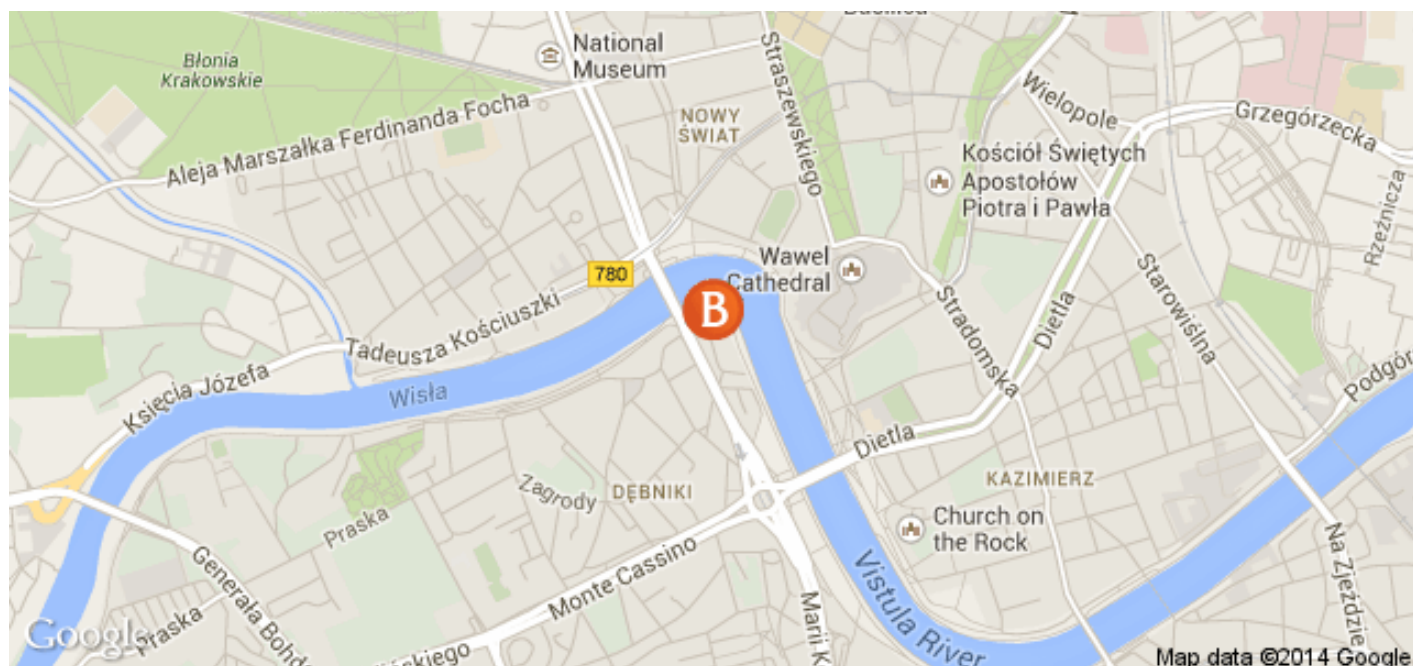 Błonia
Krakowskie
National
Museum
Straszewskiego
Aleja Marszałka Ferdinanda Focha
NOWY
ŚWIAT
Wielopole
Grzegórzecka
Kościół Świętych
Apostołów
Piotra i Pawła
Rzeźnicza
Wawel
Cathedral
780
B
Tadeusza Kościuszki
Księcia Józefa
Wisła
Stradomska
Dietla
Starowiślna
Podgór
Dietla
KAZIMIERZ
Zagrody
DĘBNIKI
Praska
Church on
the Rock
Generała Bohd
Monte Cassino
Vistula River
Na Zjeździe
Marii K
Praska
Google
Map data ©2014 Google